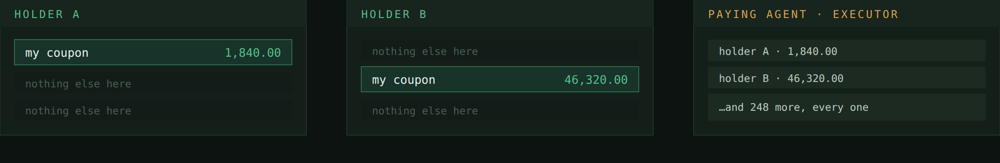 HOLDER A
my coupon 1,840.00
nothing else here
nothing else here
HOLDER B
nothing else here
my coupon 46,320.00
nothing else here
PAYING AGENT · EXECUTOR
holder A · 1,840.00
holder B · 46,320.00
…and 248 more, every one